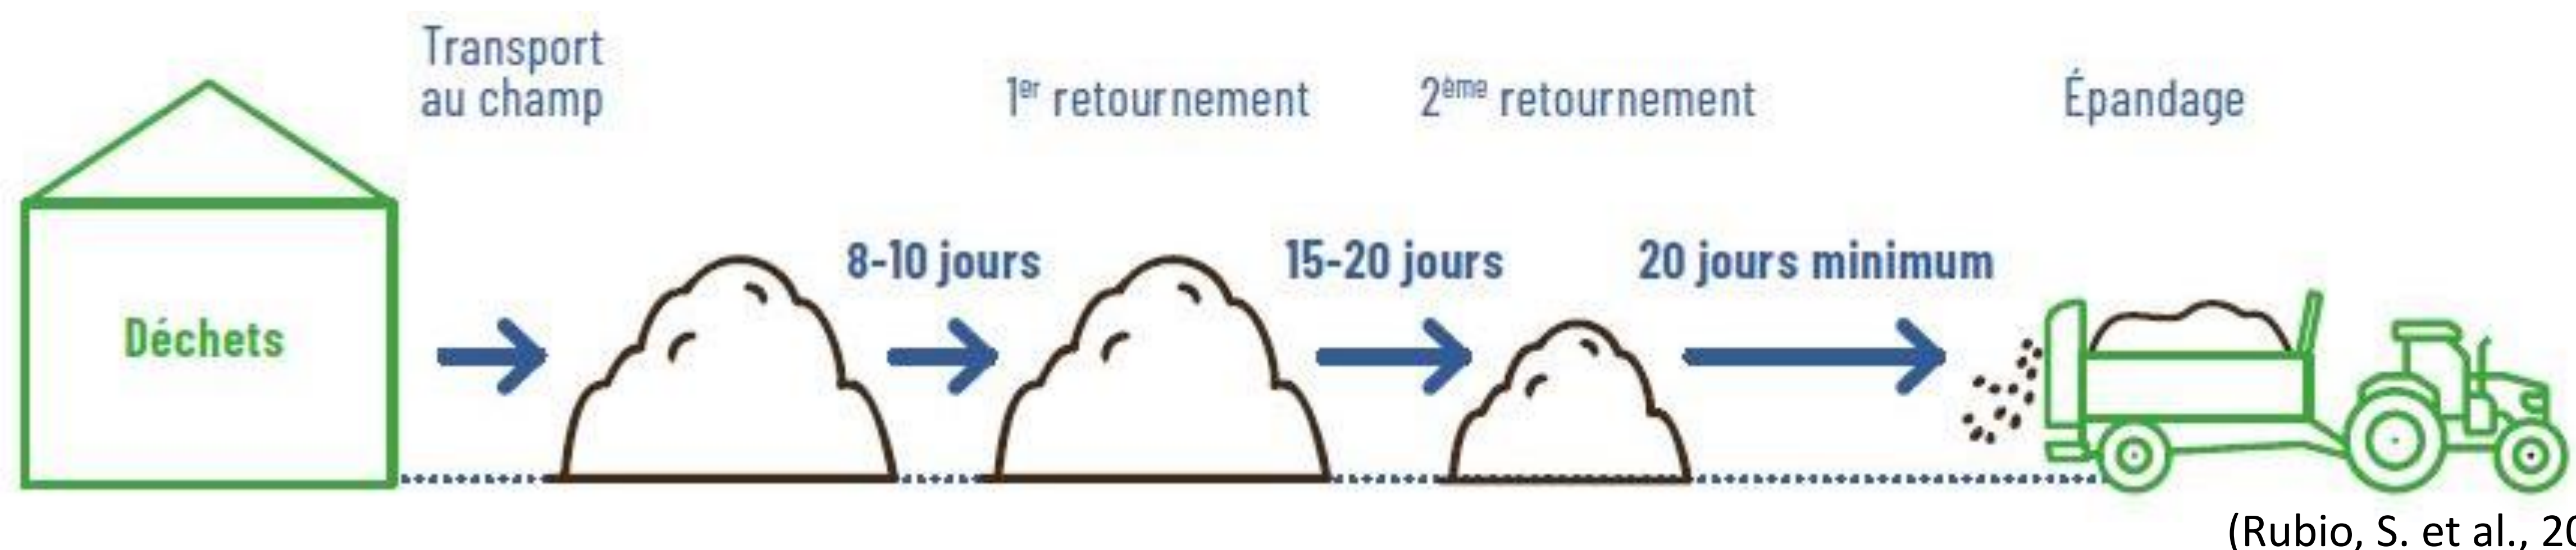 Transport
au champ
1er retournement
2ème retournement
Épandage
8-10 jours
15-20 jours
20 jours minimum
Déchets
(Rubio, S. et al., 20